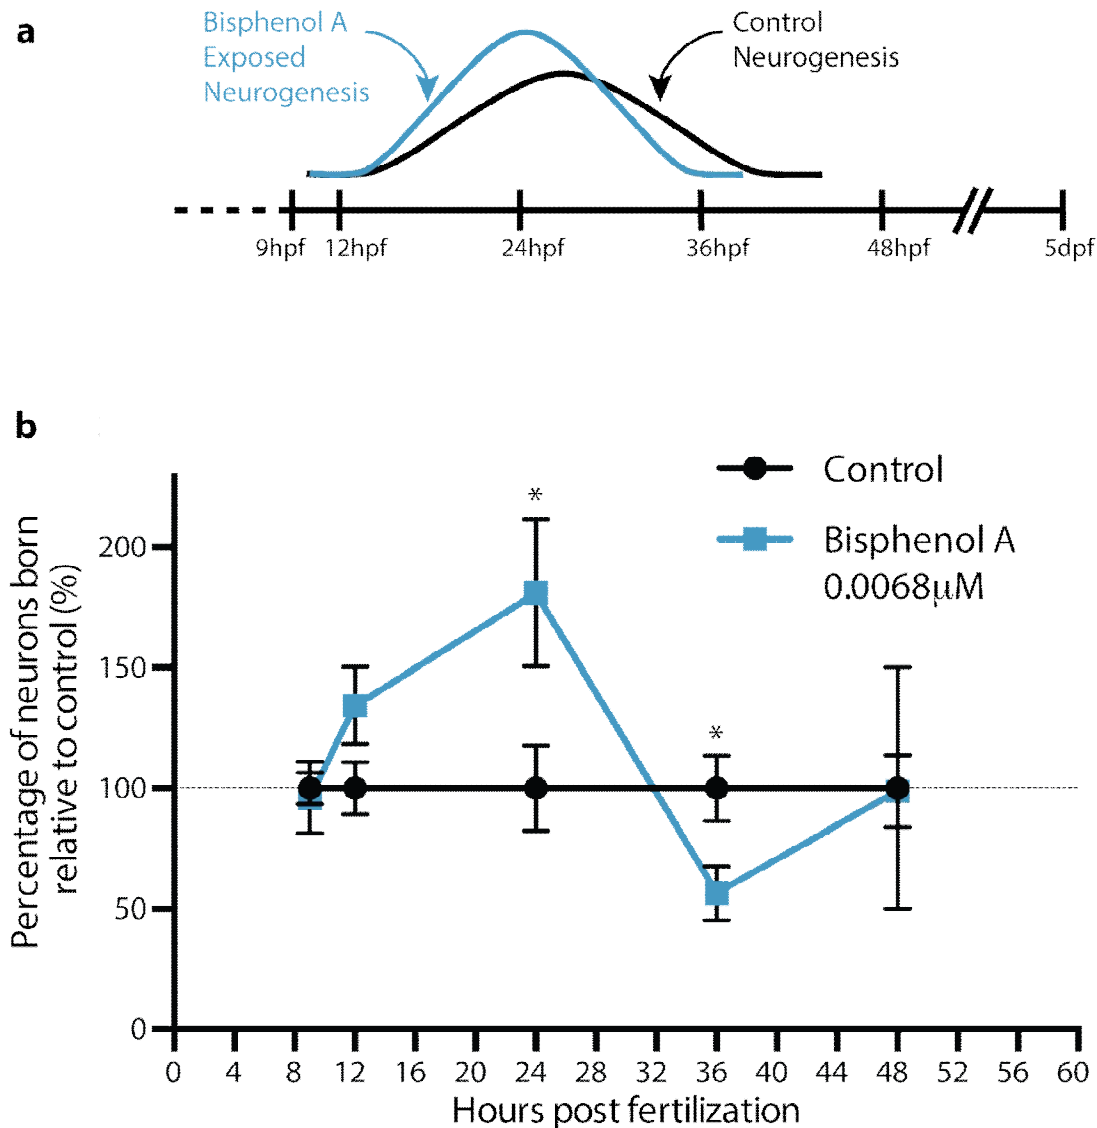 a
Bisphenol A
Exposed
Neurogenesis
Control
Neurogenesis
9hpf 12hpf 24hpf 36hpf 48hpf 5dpf
b
Percentage of neurons born
relative to control (%)
Control
Bisphenol A
0.0068μM
*
*
200
150
100
50
0
0 4 8 12 16 20 24 28 32 36 40 44 48 52 56 60
Hours post fertilization